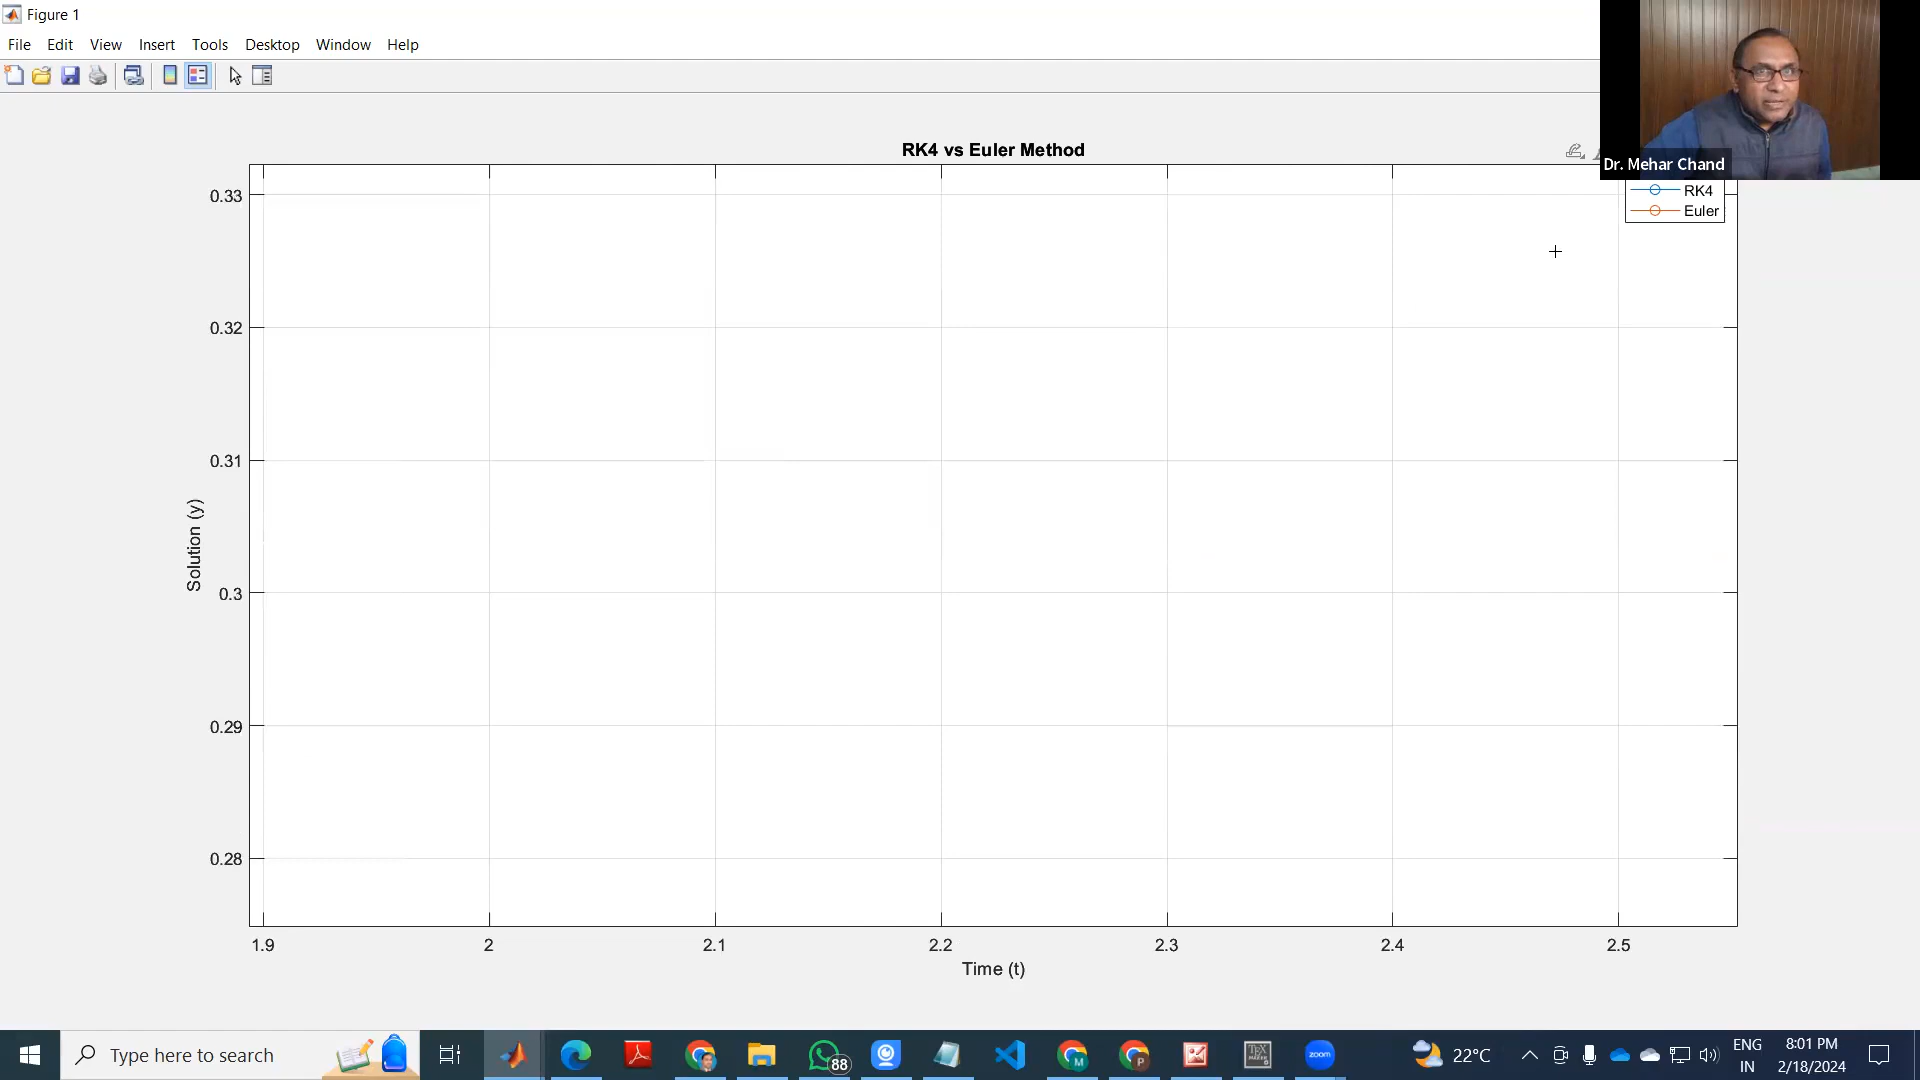 Figure 1
File Edit View Insert Tools Desktop Window Help
Dr. Mehar Chand
RK4 vs Euler Method
RK4
Euler
0.33
0.32
0.31
0.3
0.29
0.28
Solution (y)
1.9 2 2.1 2.2 2.3 2.4 2.5
Time (t)
Type here to search
88
M
P
TEX
MAKER
zoom
22°C
ENG
IN
8:01 PM
2/18/2024